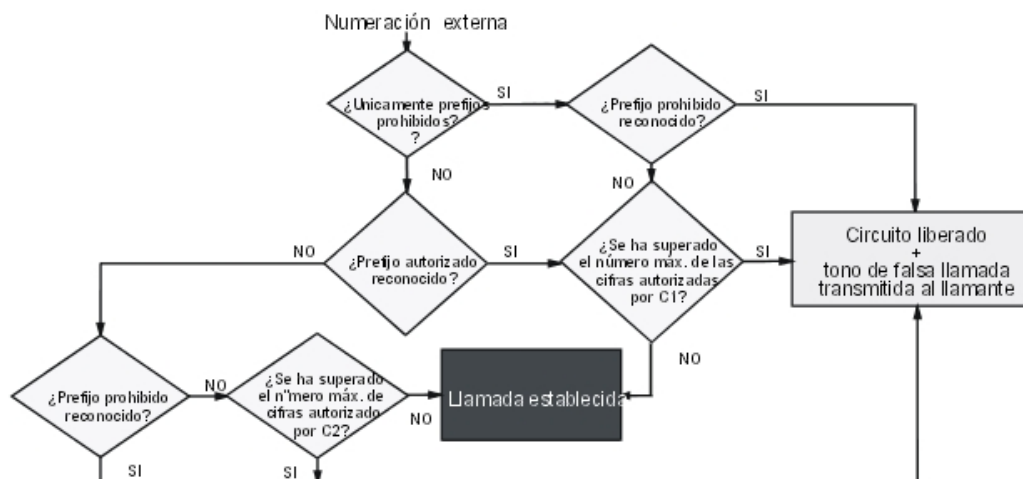 Numeración externa
¿Unicamente prefijos
prohibidos?
?
SI
¿Prefijo prohibido
reconocido?
SI
NO
NO
NO
¿Prefijo autorizado
reconocido?
SI
¿Se ha superado
el número máx. de las
cifras autorizadas
por C1?
SI
Circuito liberado
+
tono de falsa llamada
transmitida al llamante
NO
¿Prefijo prohibido
reconocido?
NO
¿Se ha superado
el n"mero máx. de
cifras autorizado
por C2?
NO
Llamada establecida
SI
SI